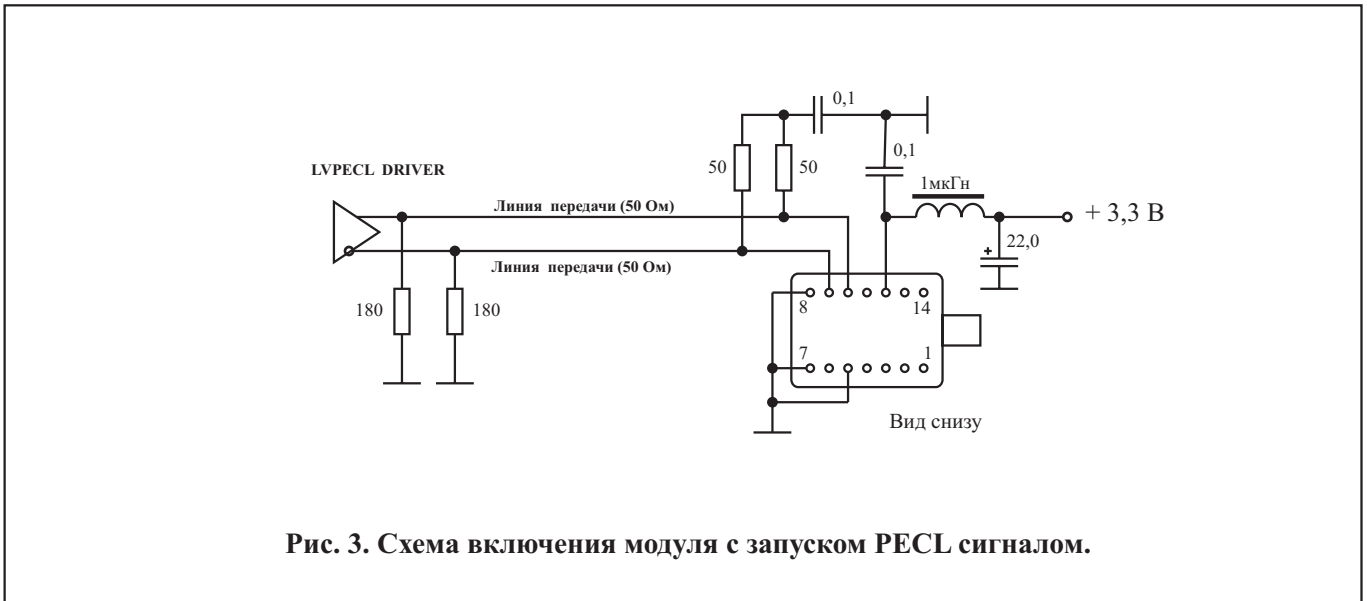 0,1
0,1
LVPECL DRIVER
50
50
1мкГн
Линия передачи (50 Ом)
+ 3,3 В
+
22,0
Линия передачи (50 Ом)
8
14
180
180
7
1
Вид снизу
Рис. 3. Схема включения модуля с запуском PECL сигналом.